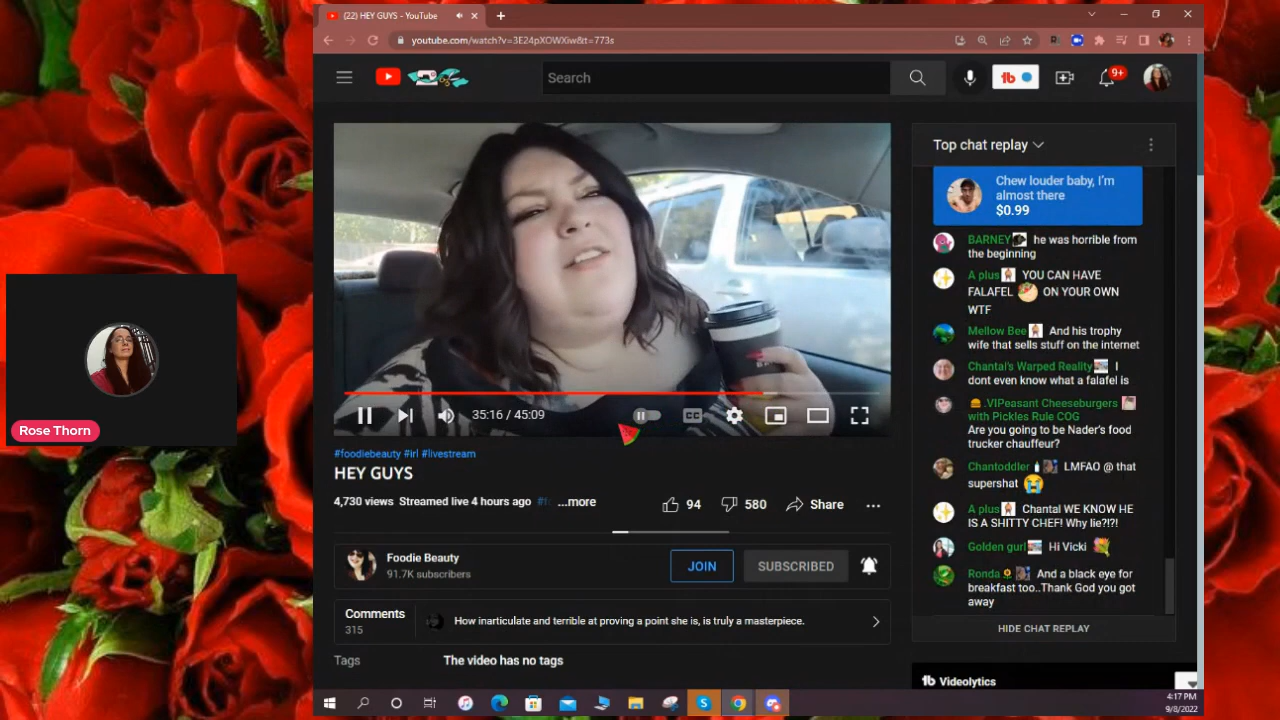 (22) HEY GUYS - YouTube
youtube.com/watch?v=3E24pXOWXiw&t=773s
Search
9+
Top chat replay
Chew louder baby, I'm
almost there
$0.99
BARNEY he was horrible from
the beginning
A plus YOU CAN HAVE
FALAFEL ON YOUR OWN
WTF
Mellow Bee And his trophy
wife that sells stuff on the internet
Chantal's Warped Reality I
dont even know what a falafel is
.VIPeasant Cheeseburgers
with Pickles Rule COG
Are you going to be Nader's food
trucker chauffeur?
Chantoddler LMFAO @ that
supershat
A plus Chantal WE KNOW HE
IS A SHITTY CHEF! Why lie?!?!
Golden gurl Hi Vicki
Ronda And a black eye for
breakfast too..Thank God you got
away
HIDE CHAT REPLAY
35:16 / 45:09
CC
#foodiebeauty #irl #livestream
HEY GUYS
4,730 views Streamed live 4 hours ago ...more
94
580
Share
Foodie Beauty
91.7K subscribers
JOIN
SUBSCRIBED
Comments
315
How inarticulate and terrible at proving a point she is, is truly a masterpiece.
Tags
The video has no tags
tb Videolytics
Rose Thorn
4:17 PM
9/8/2022